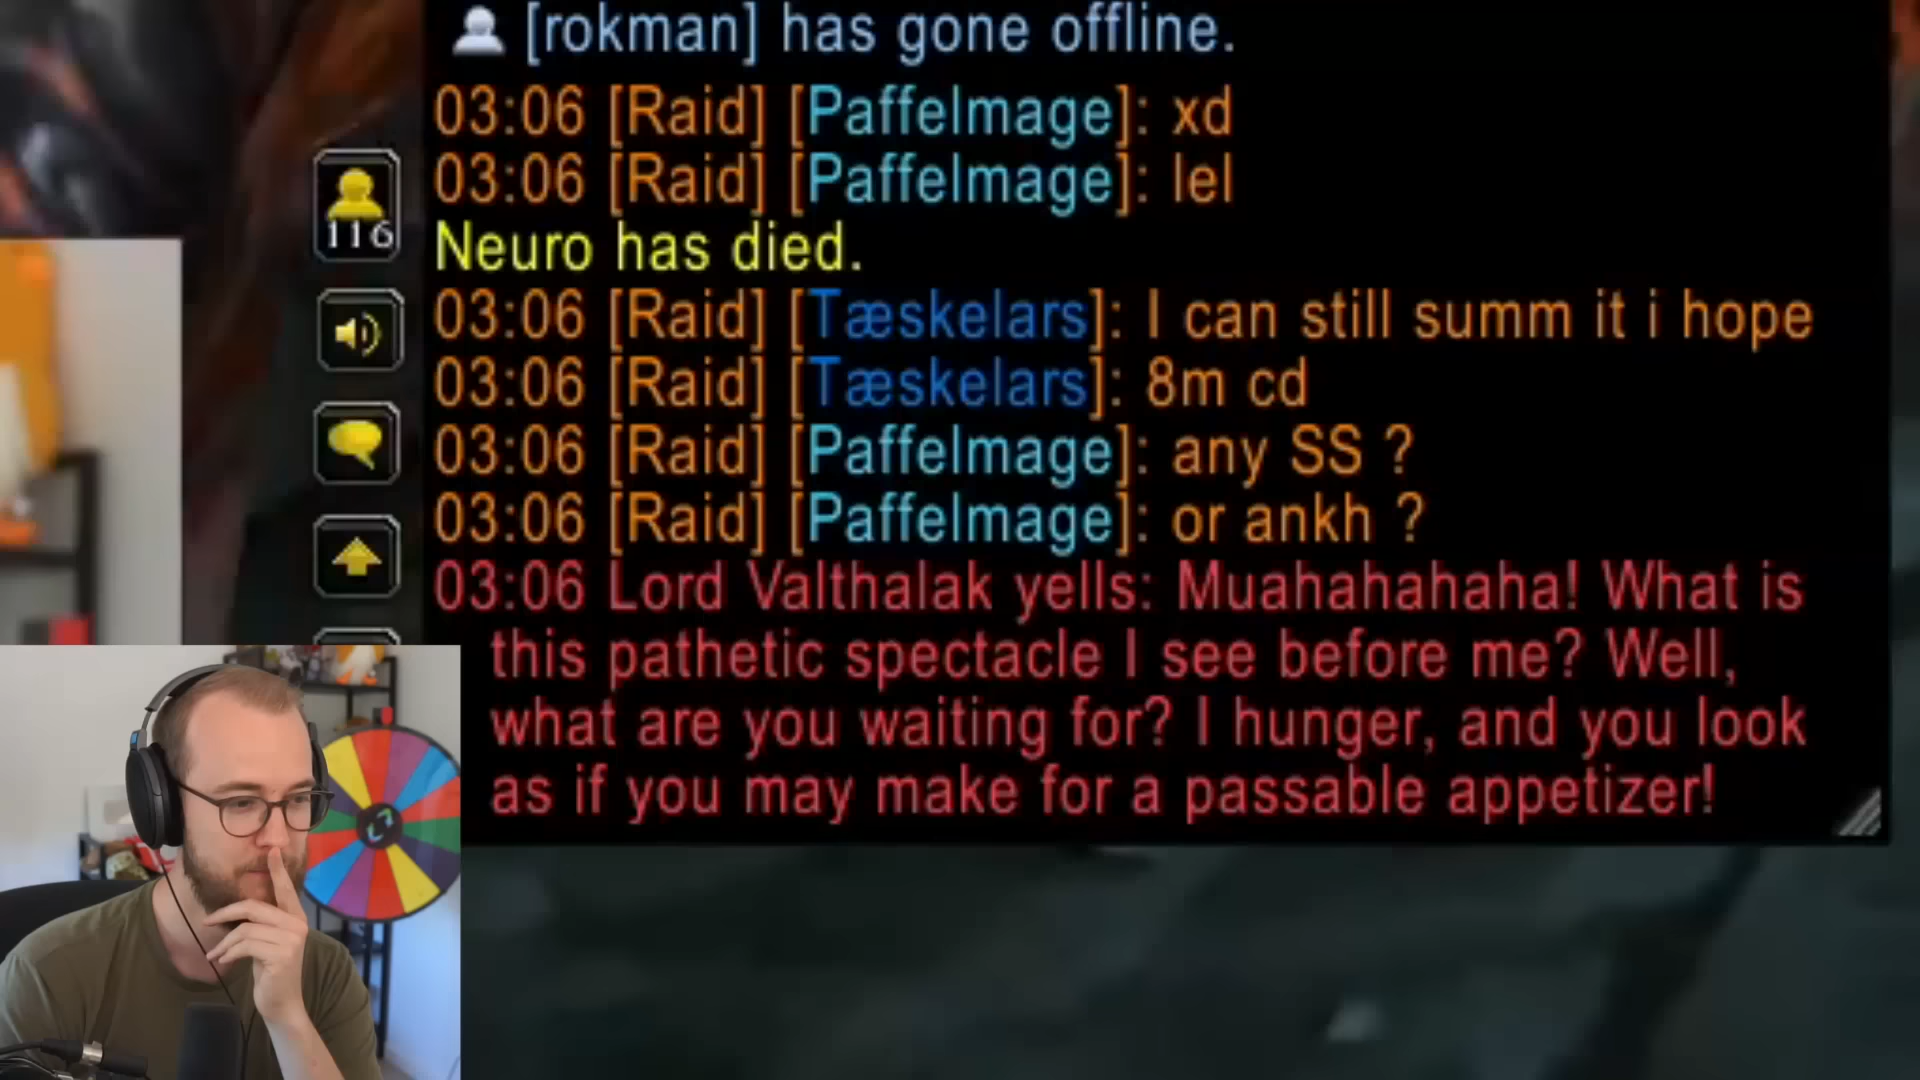 [rokman] has gone offline.
03:06 [Raid] [Paffelmage]: xd
03:06 [Raid] [Paffelmage]: lel
116
Neuro has died.
03:06 [Raid] [Tæskelars]: I can still summ it i hope
03:06 [Raid] [Tæskelars]: 8m cd
03:06 [Raid] [Paffelmage]: any SS ?
03:06 [Raid] [Paffelmage]: or ankh ?
03:06 Lord Valthalak yells: Muahahahaha! What is
this pathetic spectacle I see before me? Well,
what are you waiting for? I hunger, and you look
as if you may make for a passable appetizer!